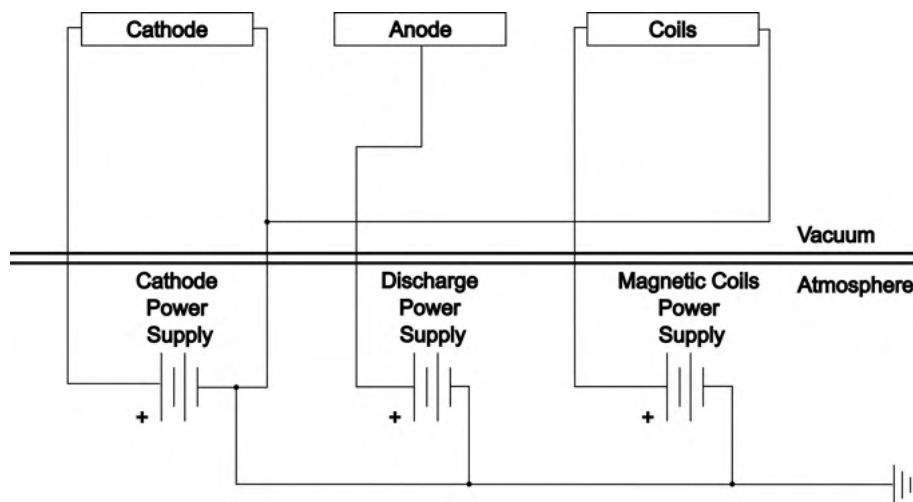 Cathode
Anode
Coils
Vacuum
Atmosphere
Cathode
Power
Supply
+
Discharge
Power
Supply
+
Magnetic Coils
Power
Supply
+